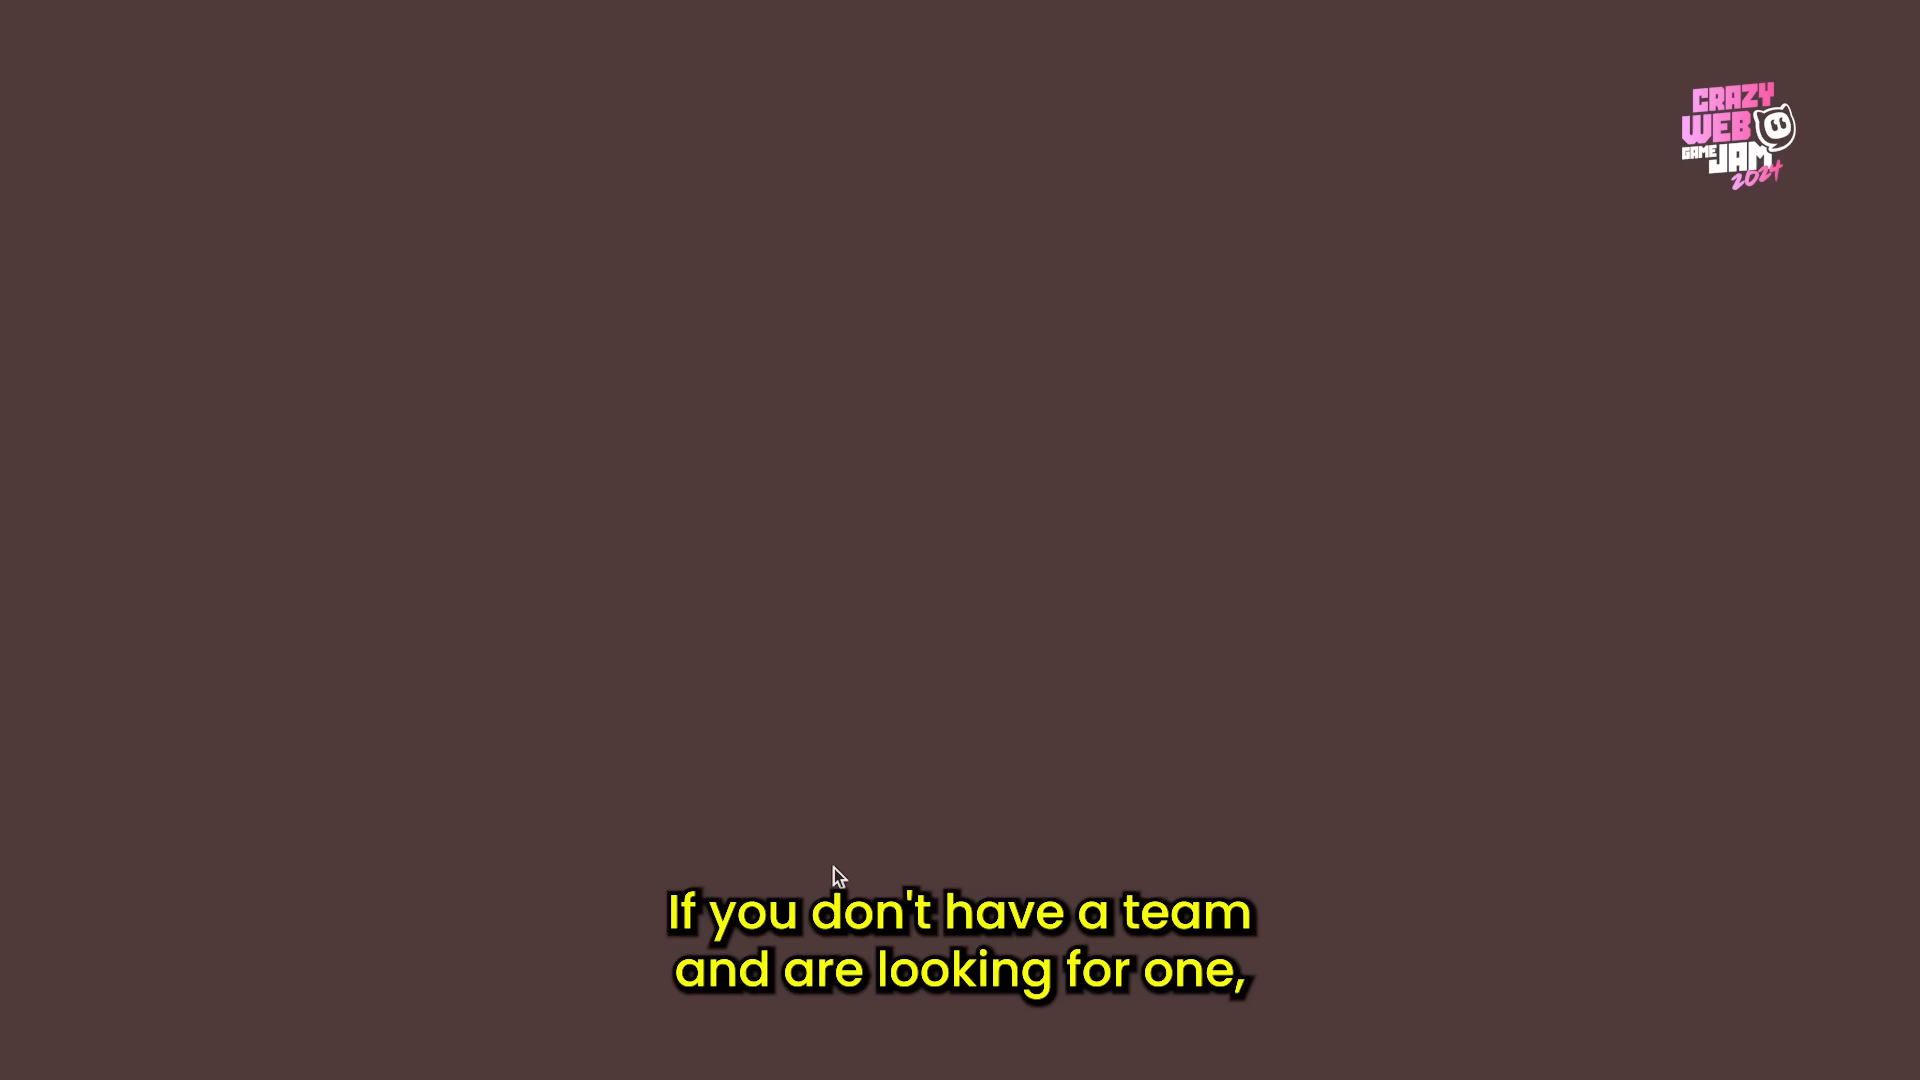 CRAZY
WEB
GAME JAM
2024
If you don't have a team
and are looking for one,